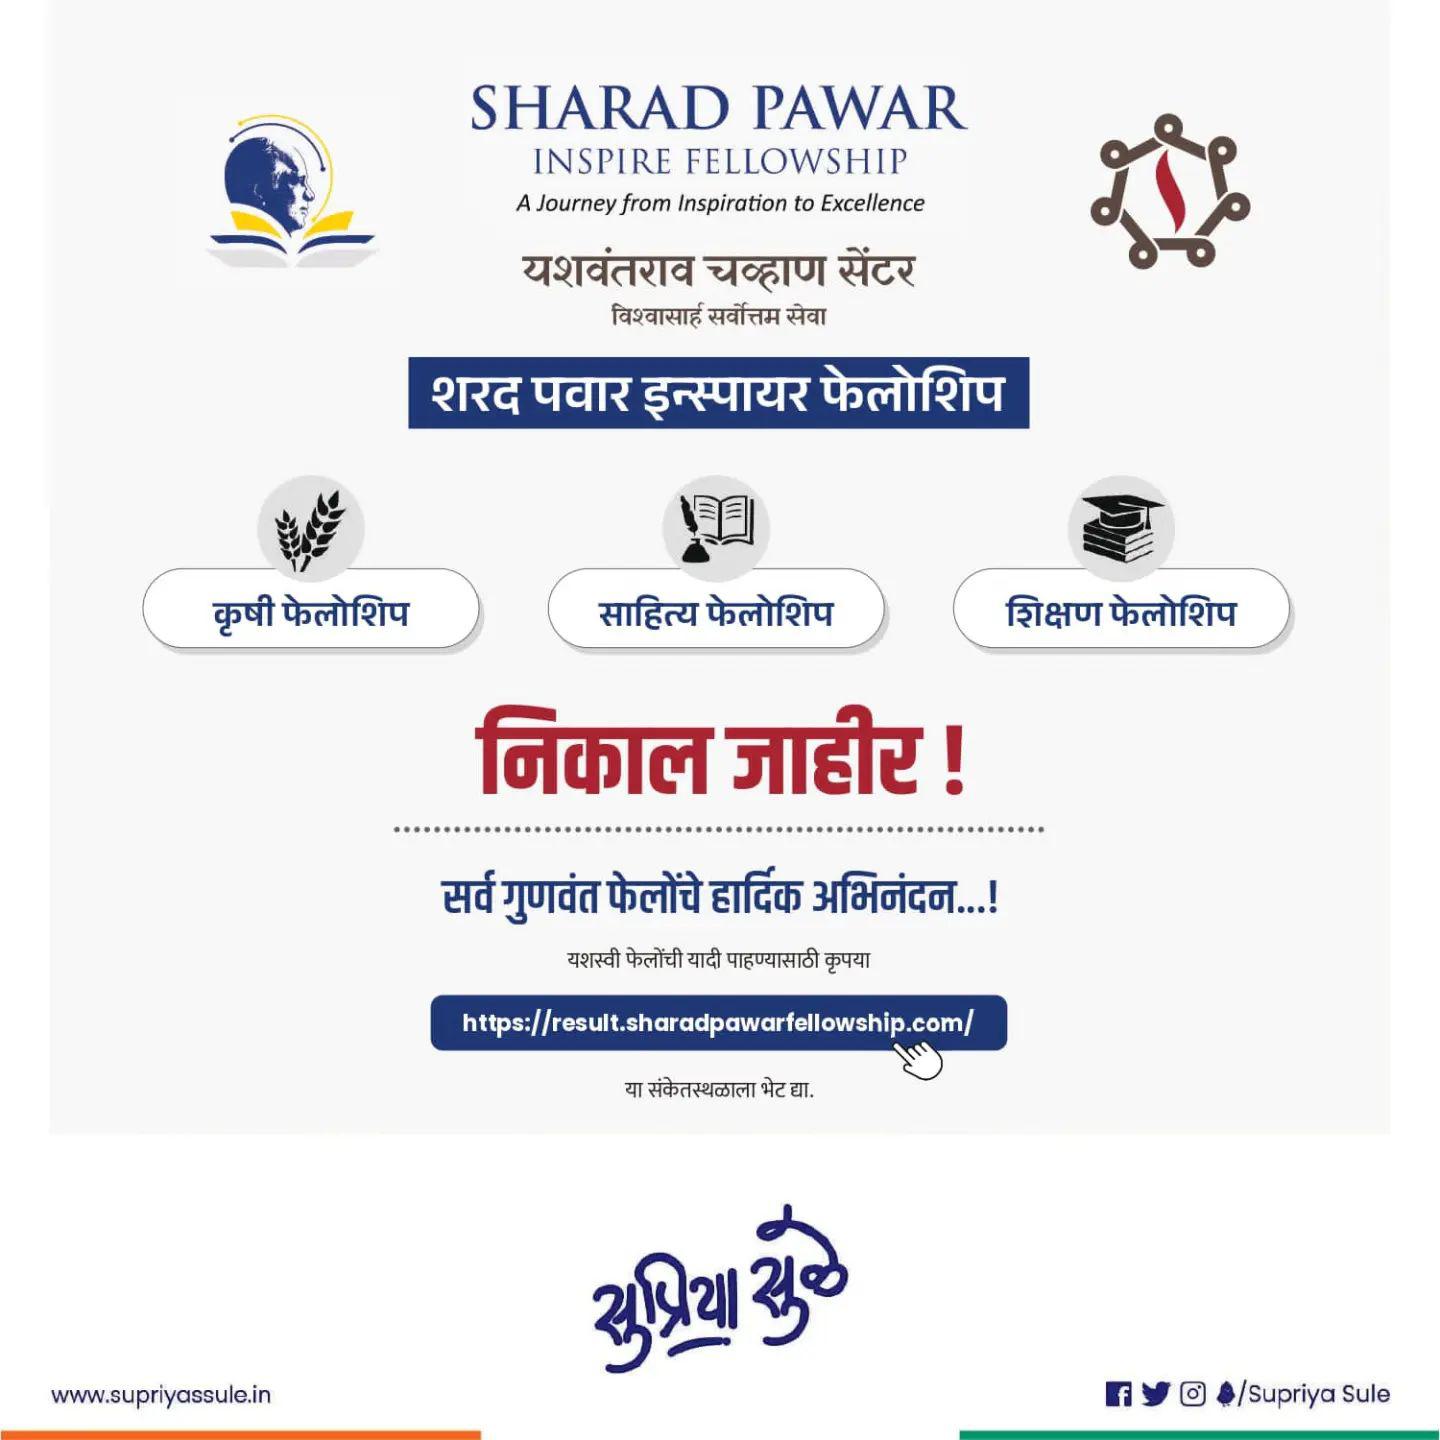 SHARAD PAWAR
INSPIRE FELLOWSHIP
A Journey from Inspiration to Excellence
यशवंतराव चव्हाण सेंटर
विश्वासार्ह सर्वोत्तम सेवा
शरद पवार इन्स्पायर फेलोशिप
कृषी फेलोशिप
साहित्य फेलोशिप
शिक्षण फेलोशिप
निकाल जाहीर !
सर्व गुणवंत फेलोंचे हार्दिक अभिनंदन...!
यशस्वी फेलोंची यादी पाहण्यासाठी कृपया
https://result.sharadpawarfellowship.com/
या संकेतस्थळाला भेट द्या.
सुप्रिया सुळे
www.supriyassule.in
/Supriya Sule